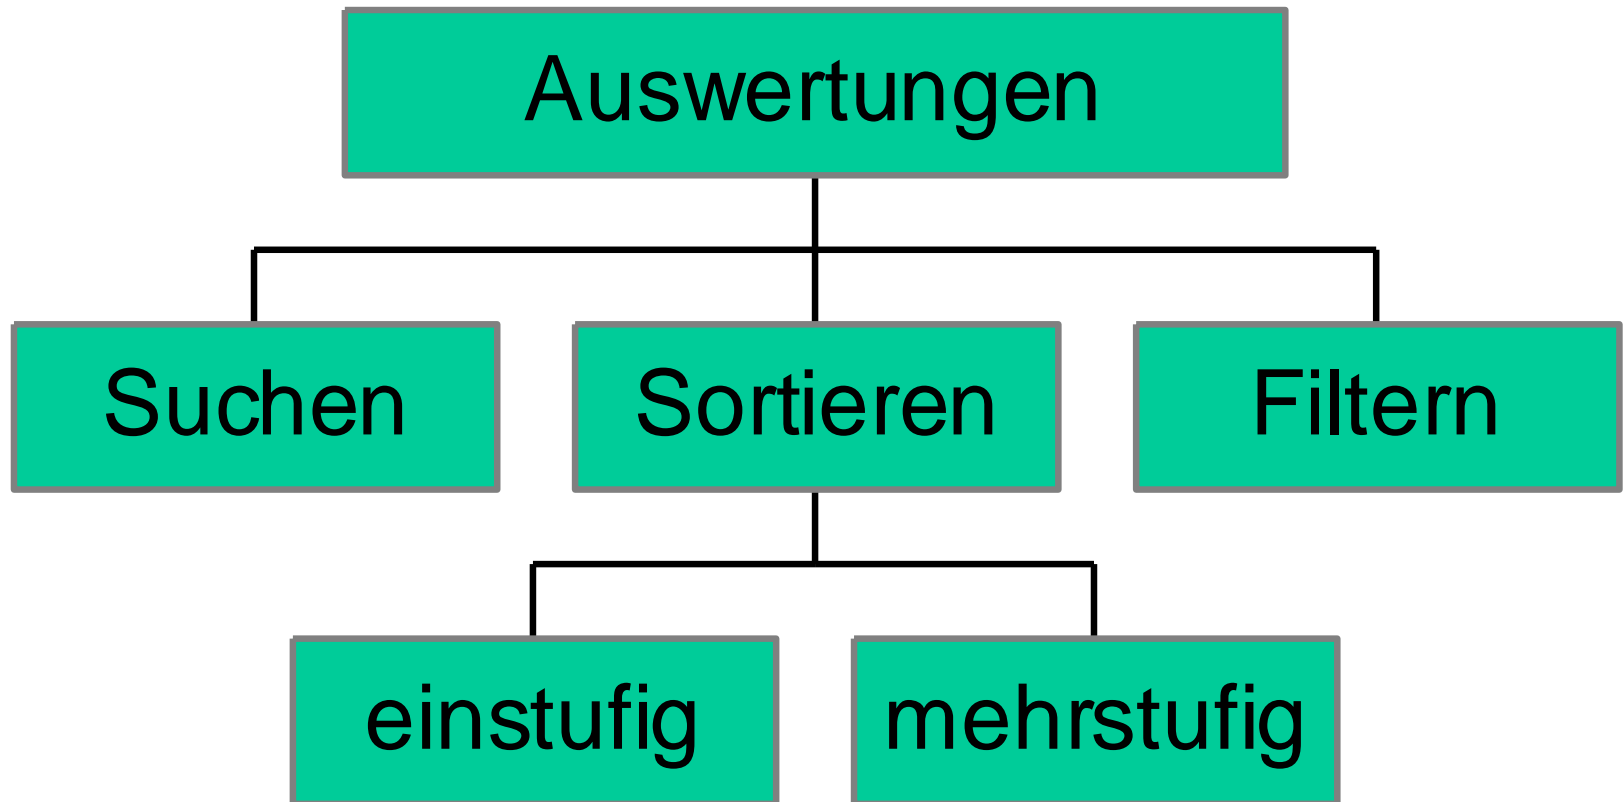 Auswertungen
Suchen
Sortieren
Filtern
einstufig
mehrstufig